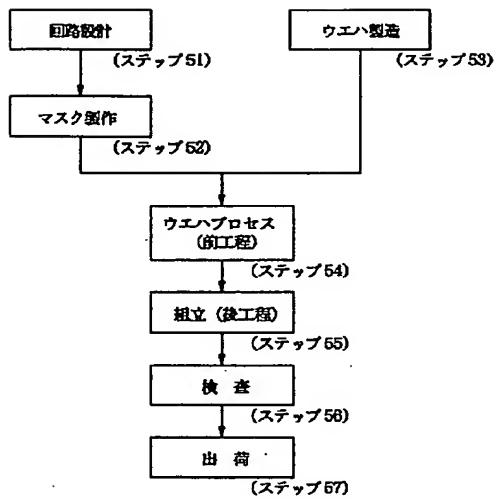 回路設計
ウエハ製造
(ステップ51)
(ステップ53)
マスク製作
(ステップ52)
ウエハプロセス
(前工程)
(ステップ54)
組立(後工程)
(ステップ55)
検査
(ステップ56)
出荷
(ステップ57)